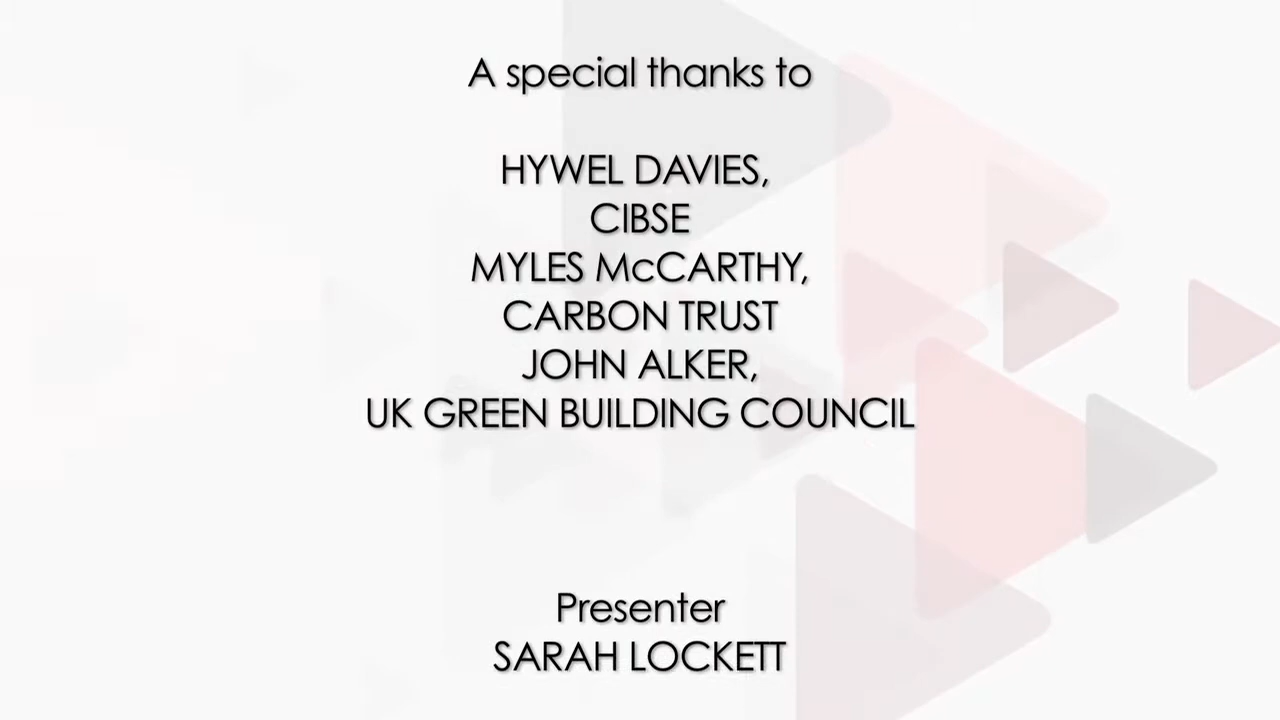 A special thanks to
HYWEL DAVIES,
CIBSE
MYLES McCARTHY,
CARBON TRUST
JOHN ALKER,
UK GREEN BUILDING COUNCIL
Presenter
SARAH LOCKETT